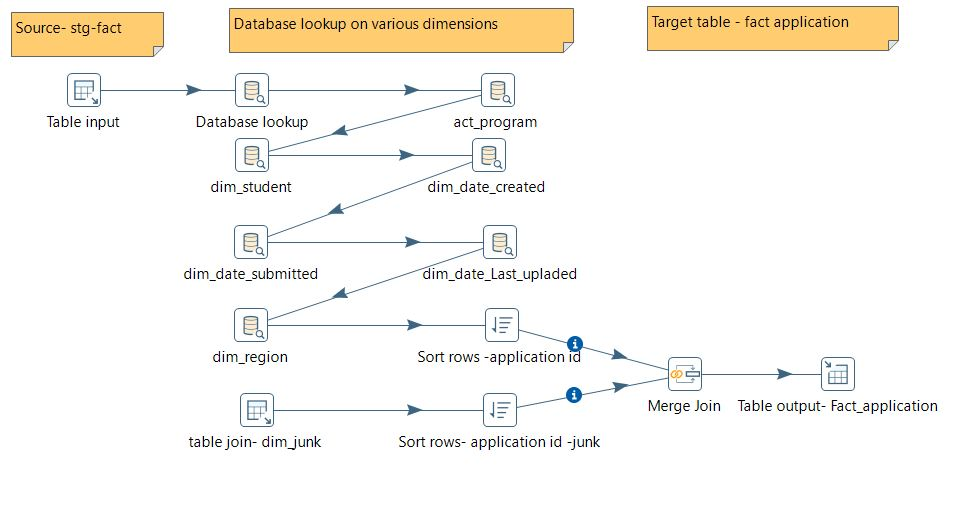 Source- stg-fact
Database lookup on various dimensions
Target table - fact application
Table input
Database lookup
act_program
dim_student
dim_date_created
dim_date_submitted
dim_date_Last_upladed
dim_region
Sort rows -application id
Merge Join
Table output- Fact_application
table join- dim_junk
Sort rows- application id -junk